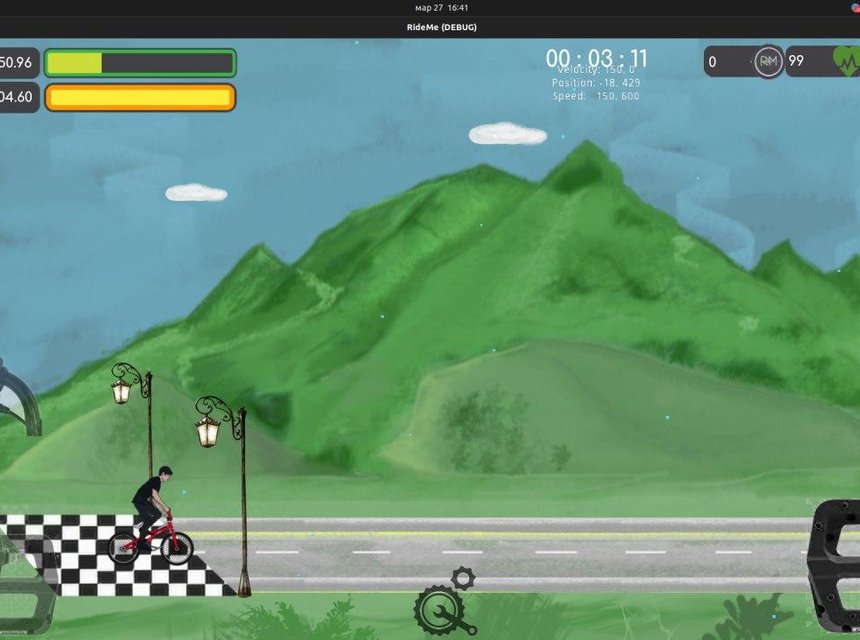 мар 27 16:41
RideMe (DEBUG)
50.96
04.60
00 : 03 : 11
Velocity: 150, 0
Position: -18, 429
Speed: 150, 600
0
RM
99